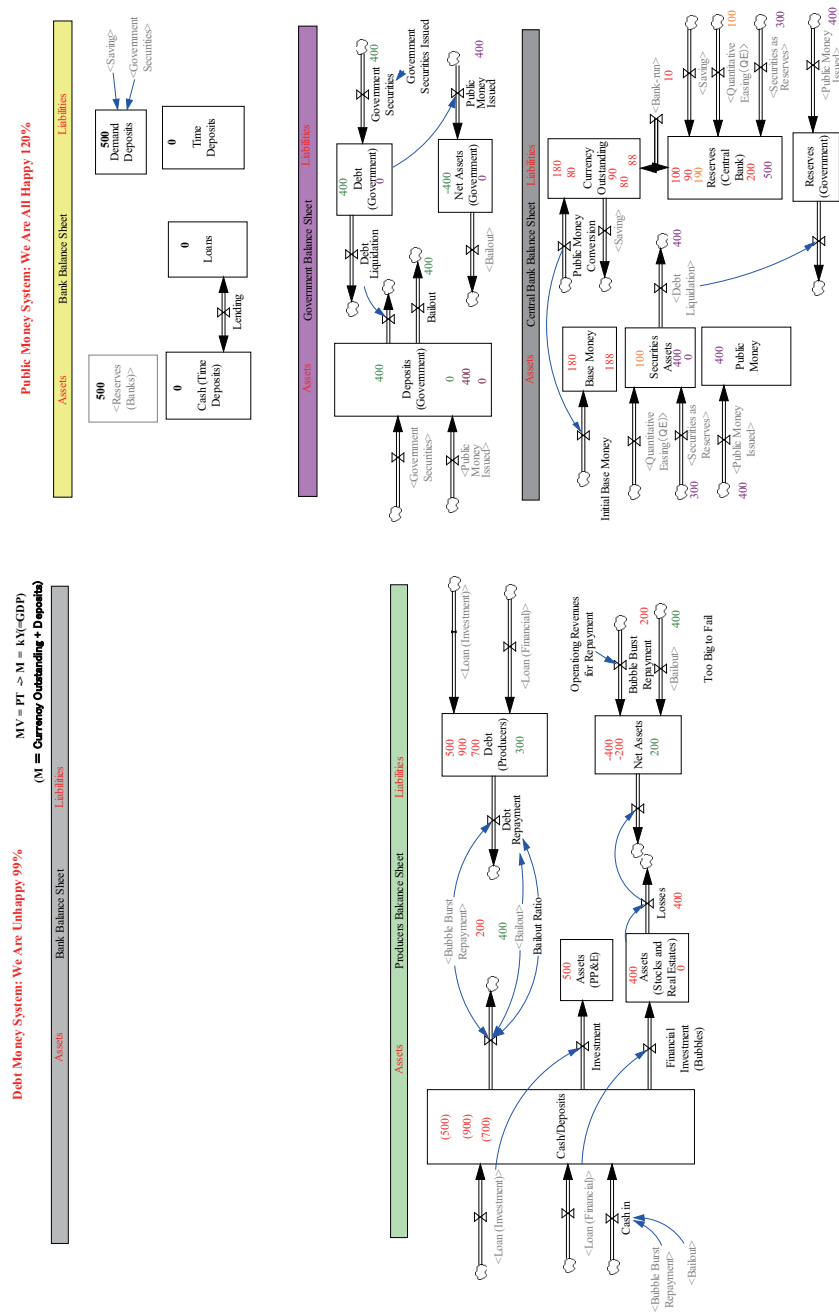 Debt Money System: We Are Unhappy 99%
MV = PT -> M = kY(=GDP)
(M = Currency Outstanding + Deposits)
Assets
Bank Balance Sheet
Liabilities
Assets
Producers Bakance Sheet
Liabilities
<Loan
(Investment)>
<Loan (Financial)>
Cash in
<Bubble Burst
Repayment>
<Bailout>
(500)
(900)
(700)
Cash/Deposits
<Bubble Burst
Repayment>
200
400
<Bailout>
Bailout Ratio
Investment
500
Assets
(PP&E)
Financial
Investment
(Bubbles)
400
Assets
(Stocks and
Real Estates)
0
Losses
400
Debt
Repayment
500
900
700
Debt
(Producers)
300
<Loan (Investment)>
<Loan (Financial)>
-400
-200
Net Assets
200
Operationg Revenues
for Repayment
Bubble Burst
Repayment
200
<Bailout>
400
Too Big to Fail
Public Money System: We Are All Happy 120%
Assets
Bank Balance Sheet
Liabilities
500
<Reserves
(Banks)>
0
Cash (Time
Deposits)
Lending
0
Loans
500
Demand
Deposits
0
Time
Deposits
<Saving>
<Government
Securities>
Assets
Government Balance Sheet
Liabilities
<Government
Securities>
<Public
Money
Issued>
400
Deposits
(Government)
0
400
0
Debt
Liquidation
Bailout
400
400
Debt
(Government)
0
Government
Securities
400
Government
Securities Issued
-400
Net Assets
(Government)
0
Public
Money
Issued
400
<Bailout>
Assets
Central Bank Balance Sheet
Liabilities
Initial Base Money
180
Base Money
188
<Quantitative
Easing(QE)>
<Securities as
Reserves>
300
100
Securities
Assets
400
0
<Debt
Liquidation>
400
<Public Money
Issued>
400
400
Public
Money
Public Money
Conversion
<Saving>
180
80
Currency
Outstanding
90
80
88
<Bank-run>
10
100
90
190
Reserves
(Central
Bank)
200
500
<Saving>
<Quantitative
Easing(QE)>
100
<Securities as
Reserves>
300
Reserves
(Government)
<Public Money
Issued>
400